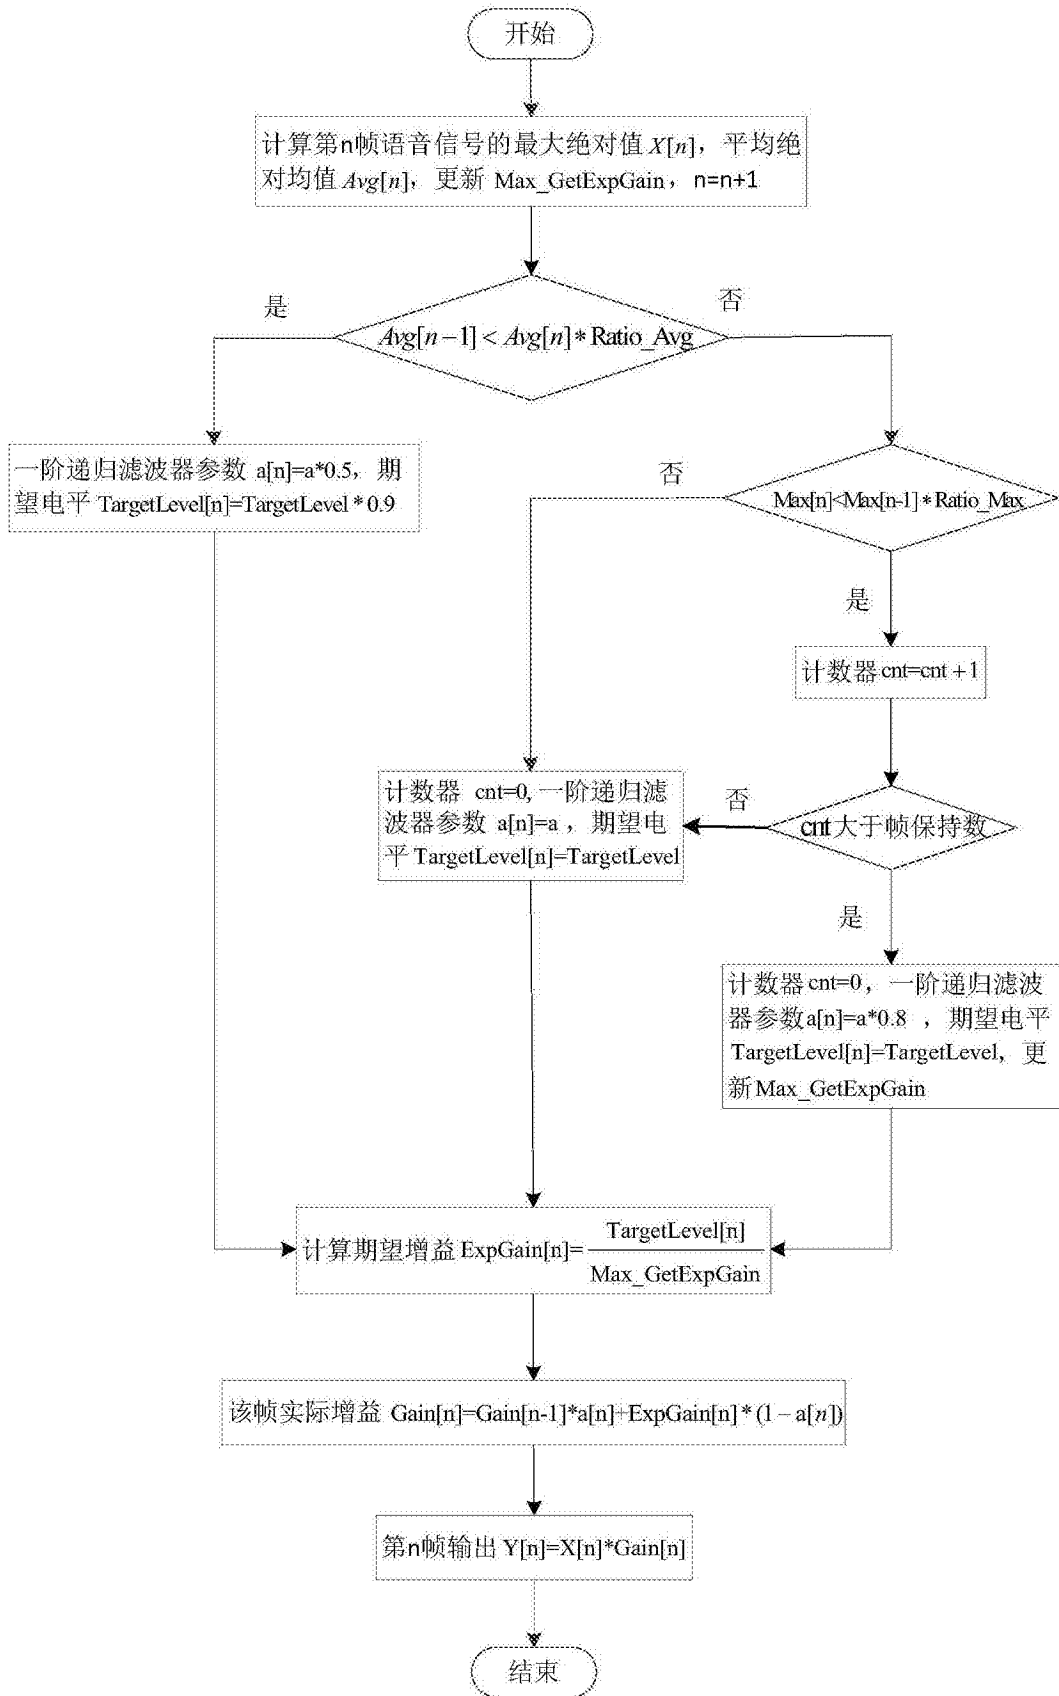 开始
计算第n帧语音信号的最大绝对值 X[n]，平均绝
对均值 Avg[n]，更新 Max_GetExpGain，n=n+1
是
否
Avg[n−1] < Avg[n]*Ratio_Avg
一阶递归滤波器参数 a[n]=a*0.5，期
望电平 TargetLevel[n]=TargetLevel*0.9
否
Max[n]<Max[n-1]*Ratio_Max
是
计数器 cnt=cnt+1
计数器 cnt=0,一阶递归滤
波器参数 a[n]=a，期望电
平 TargetLevel[n]=TargetLevel
否
cnt大于帧保持数
是
计数器cnt=0，一阶递归滤波
器参数a[n]=a*0.8，期望电平
TargetLevel[n]=TargetLevel，更
新Max_GetExpGain
计算期望增益 ExpGain[n]=
TargetLevel[n]
Max_GetExpGain
该帧实际增益 Gain[n]=Gain[n-1]*a[n]+ExpGain[n]*(1−a[n])
第n帧输出 Y[n]=X[n]*Gain[n]
结束